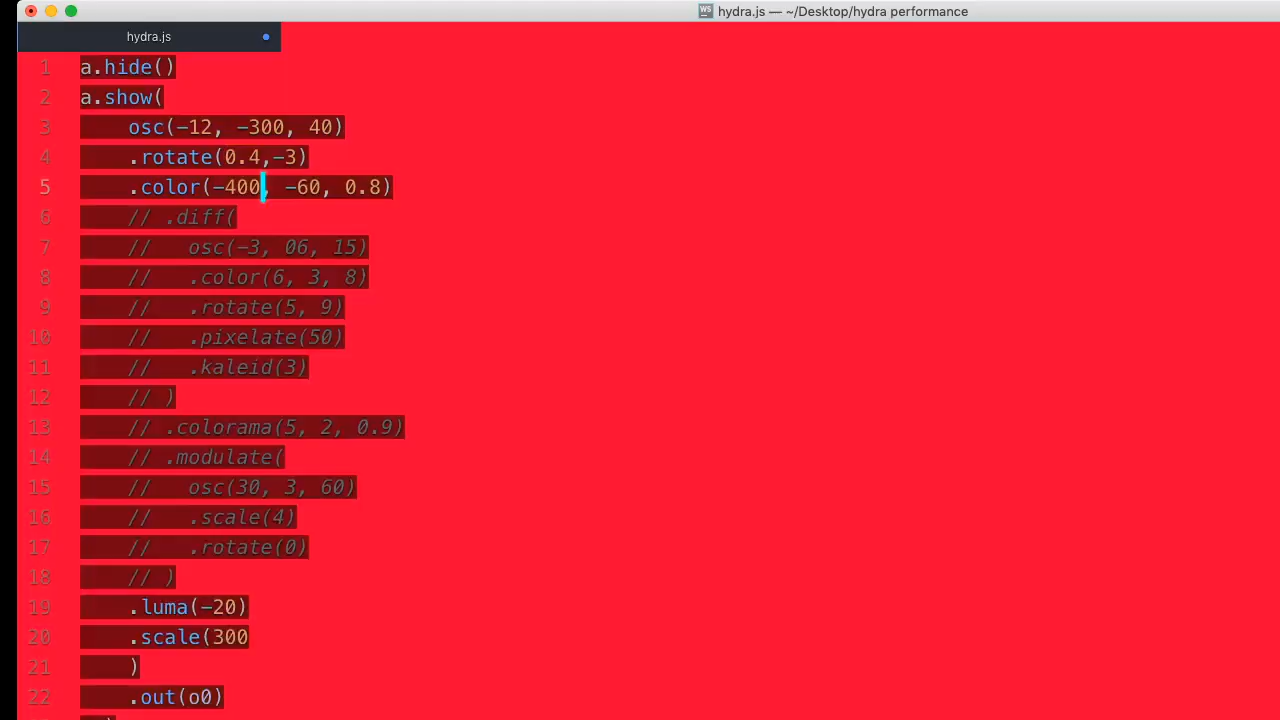 hydra.js — ~/Desktop/hydra performance
hydra.js
1 a.hide()
2 a.show(
3 osc(-12, -300, 40)
4 .rotate(0.4,-3)
5 .color(-400, -60, 0.8)
6 // .diff(
7 //   osc(-3, 06, 15)
8 //   .color(6, 3, 8)
9 //   .rotate(5, 9)
10 //   .pixelate(50)
11 //   .kaleid(3)
12 // )
13 // .colorama(5, 2, 0.9)
14 // .modulate(
15 //   osc(30, 3, 60)
16 //   .scale(4)
17 //   .rotate(0)
18 // )
19 .luma(-20)
20 .scale(300
21 )
22 .out(o0)